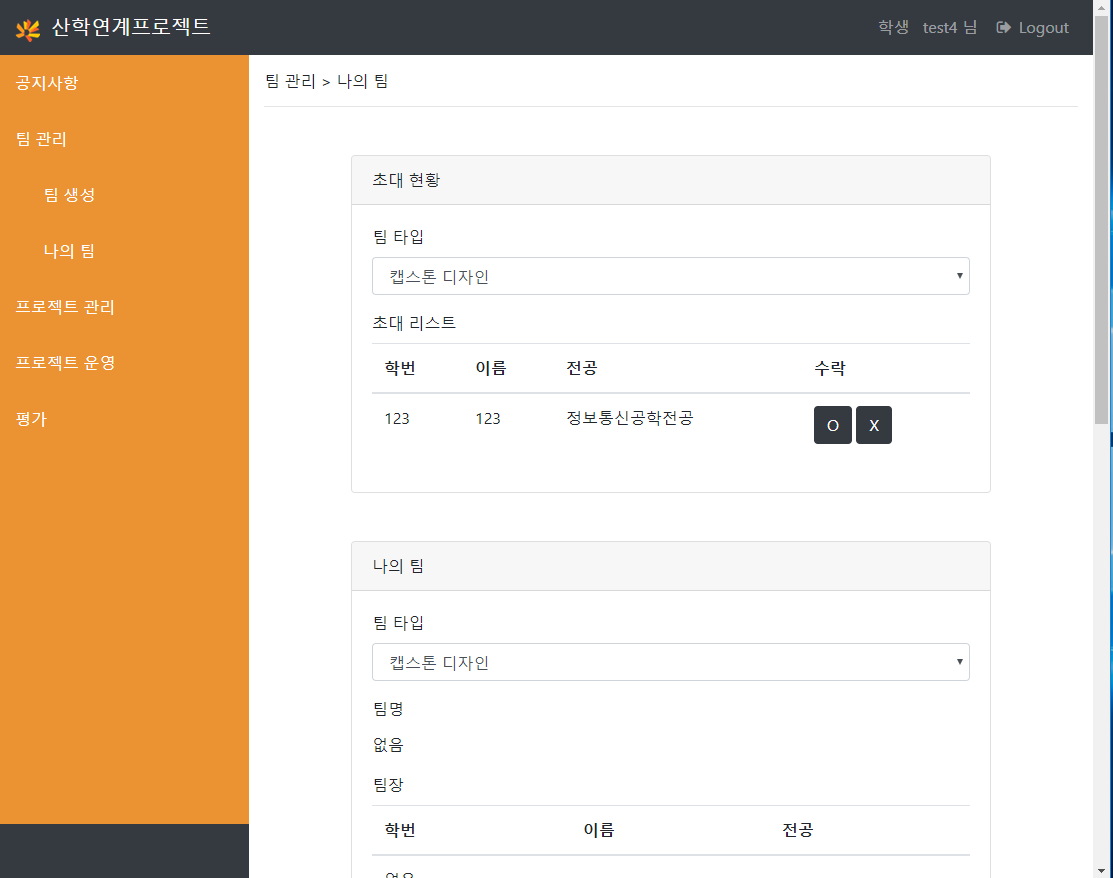 산학연계프로젝트
학생 test4 님 Logout
공지사항
팀 관리
팀 생성
나의 팀
프로젝트 관리
프로젝트 운영
평가
팀 관리 > 나의 팀
초대 현황
팀 타입
캡스톤 디자인
초대 리스트
학번 이름 전공 수락
123 123 정보통신공학전공 O X
나의 팀
팀 타입
캡스톤 디자인
팀명
없음
팀장
학번 이름 전공